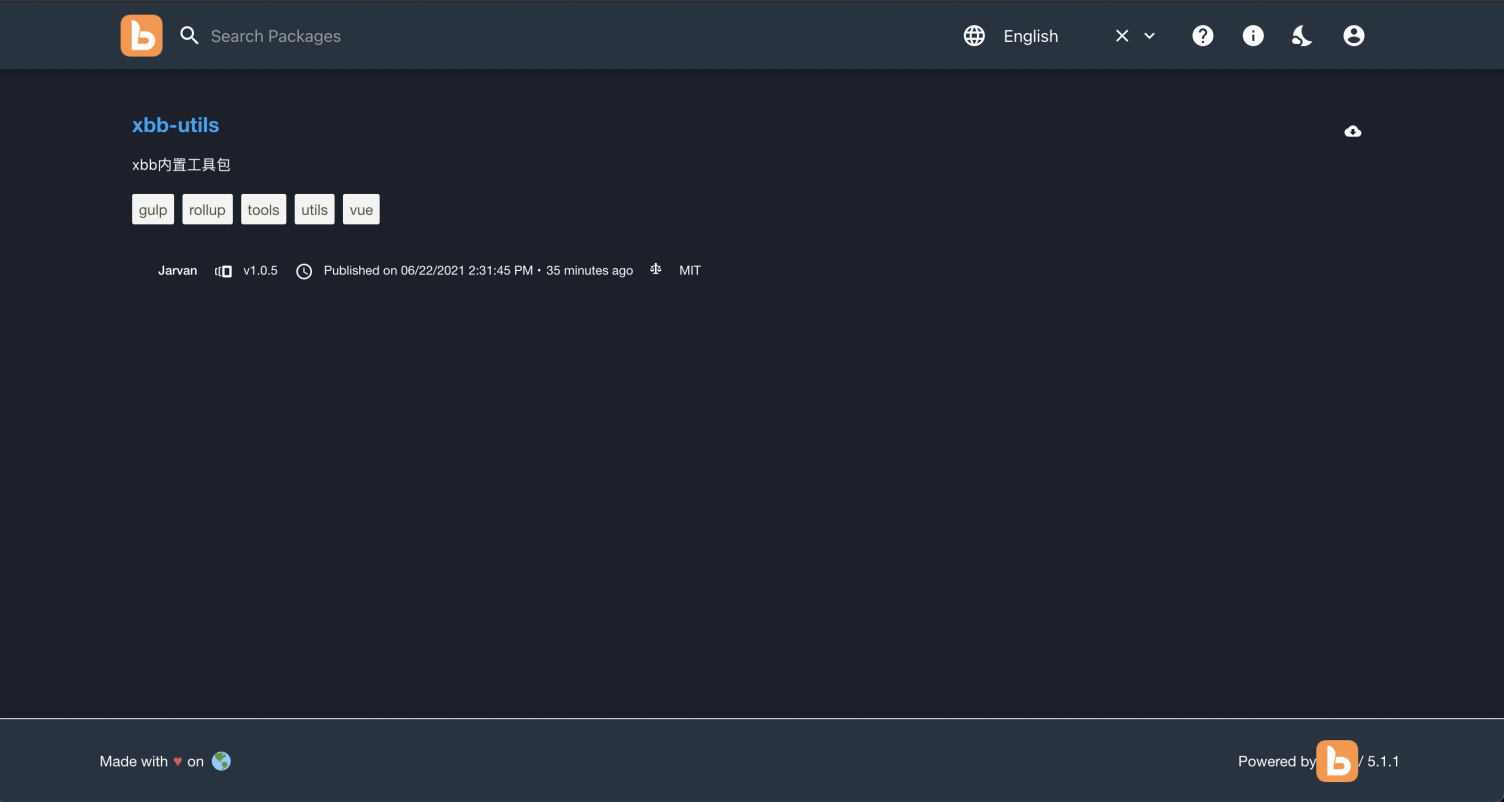 Search Packages English
xbb-utils
xbb内置工具包
gulp rollup tools utils vue
Jarvan v1.0.5 Published on 06/22/2021 2:31:45 PM • 35 minutes ago MIT
Made with ♥ on Powered by b / 5.1.1